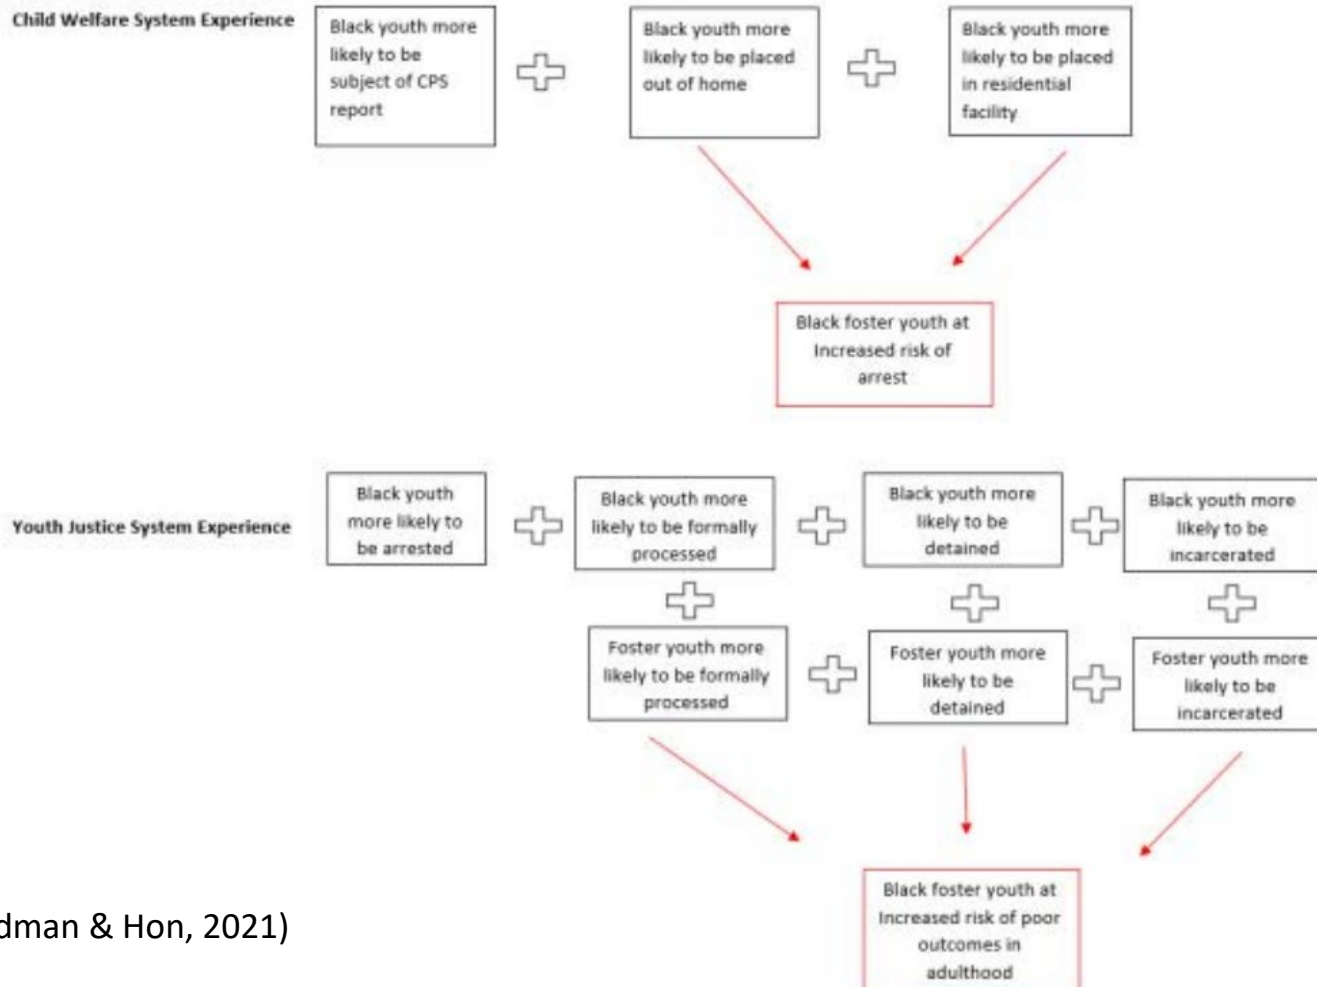 Child Welfare System Experience
Black youth more
likely to be
subject of CPS
report
Black youth more
likely to be placed
out of home
Black youth more
likely to be placed
in residential
facility
Black foster youth at
Increased risk of
arrest
Youth Justice System Experience
Black youth
more likely to
be arrested
Black youth more
likely to be formally
processed
Black youth more
likely to be
detained
Black youth more
likely to be
incarcerated
Foster youth more
likely to be formally
processed
Foster youth more
likely to be
detained
Foster youth more
likely to be
incarcerated
Black foster youth at
Increased risk of poor
outcomes in
adulthood
dman & Hon, 2021)